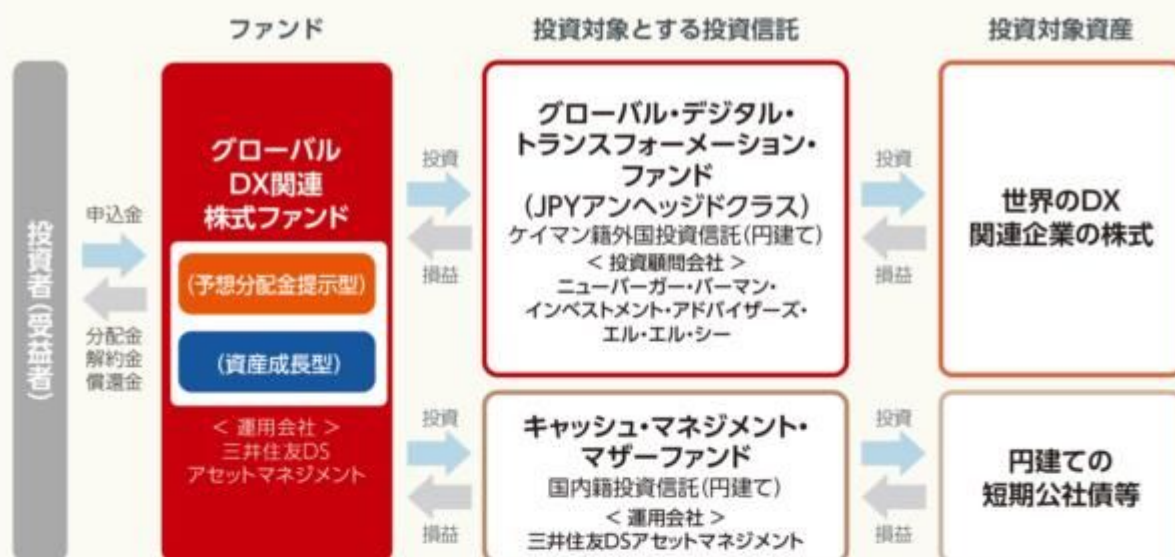 ファンド
投資対象とする投資信託
投資対象資産
投資者(受益者)
申込金
分配金
解約金
償還金
グローバル
DX関連
株式ファンド
(予想分配金提示型)
(資産成長型)
< 運用会社 >
三井住友DS
アセットマネジメント
投資
損益
グローバル・デジタル・
トランスフォーメーション・
ファンド
(JPYアンヘッジドクラス)
ケイマン籍外国投資信託(円建て)
< 投資顧問会社 >
ニューバーガー・バーマン・
インベストメント・アドバイザーズ・
エル・エル・シー
投資
損益
世界のDX
関連企業の株式
投資
損益
キャッシュ・マネジメント・
マザーファンド
国内籍投資信託(円建て)
< 運用会社 >
三井住友DSアセットマネジメント
投資
損益
円建ての
短期公社債等